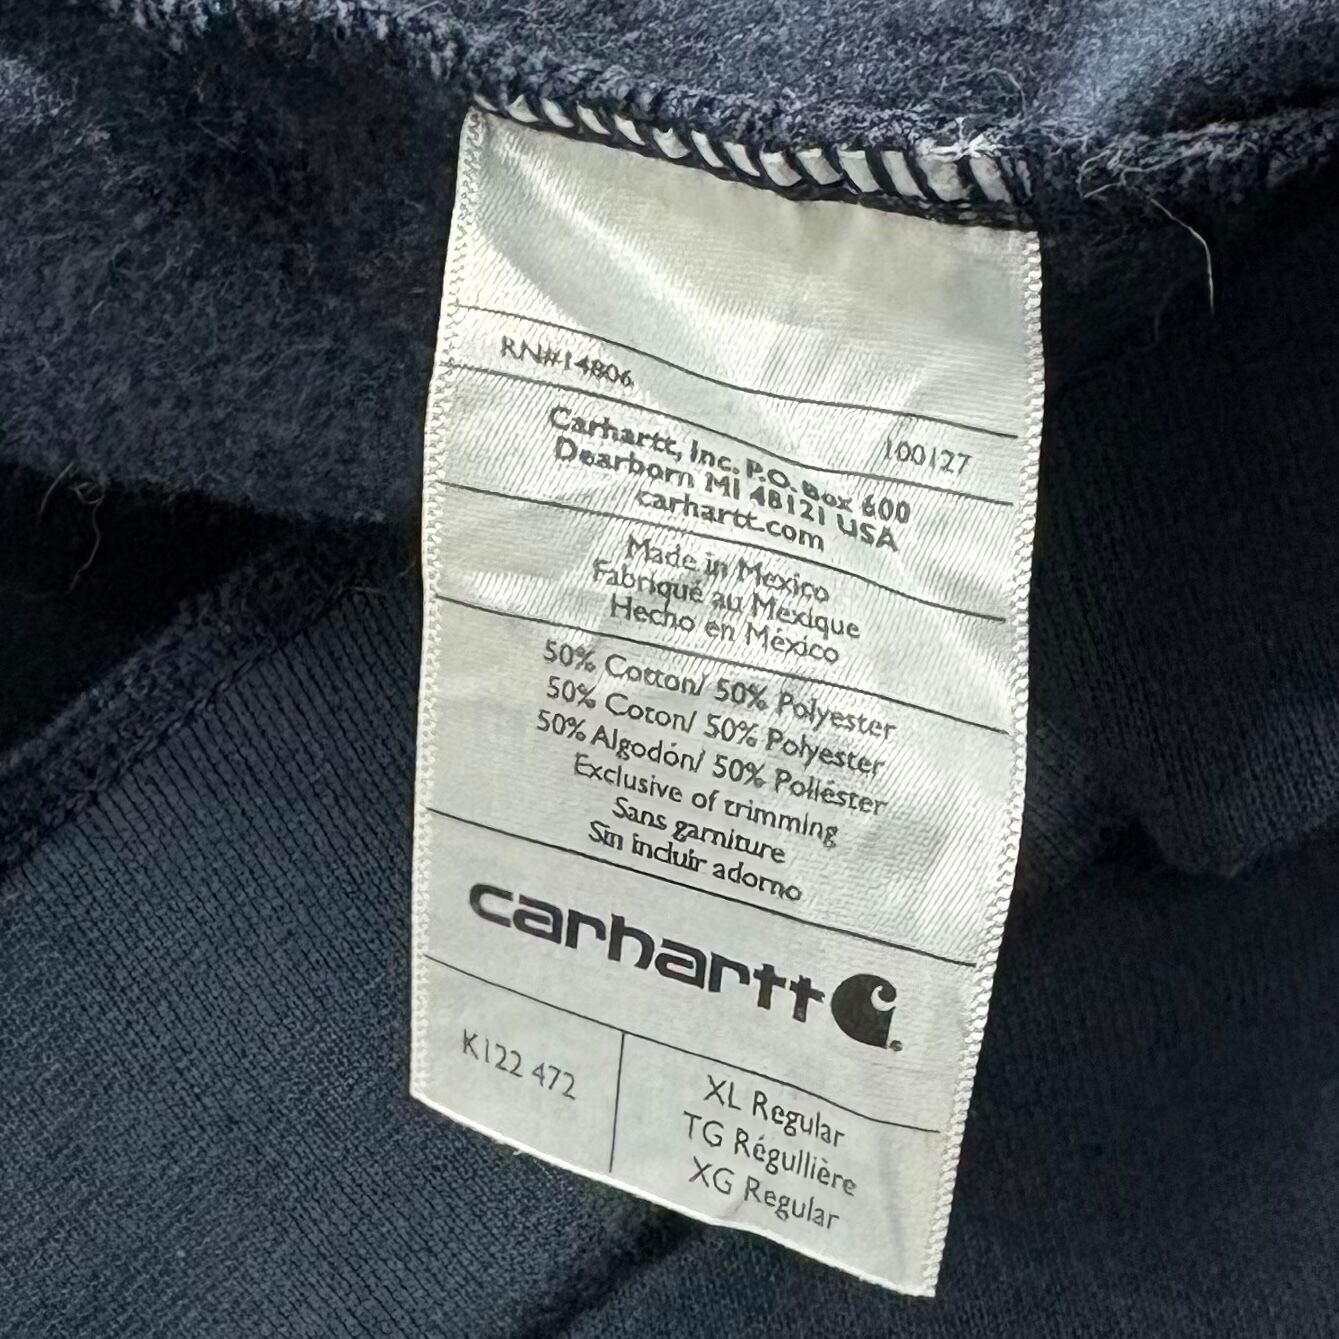 RN#14806
100127
Carhartt, Inc. P.O. Box 600
Dearborn MI 48121 USA
carhartt.com
Made in Mexico
Fabriqué au Mexique
Hecho en México
50% Cotton/ 50% Polyester
50% Coton/ 50% Polyester
50% Algodón/ 50% Poliéster
Exclusive of trimming
Sans garniture
Sin incluir adorno
carhartt
K122 472
XL Regular
TG Régullière
XG Regular